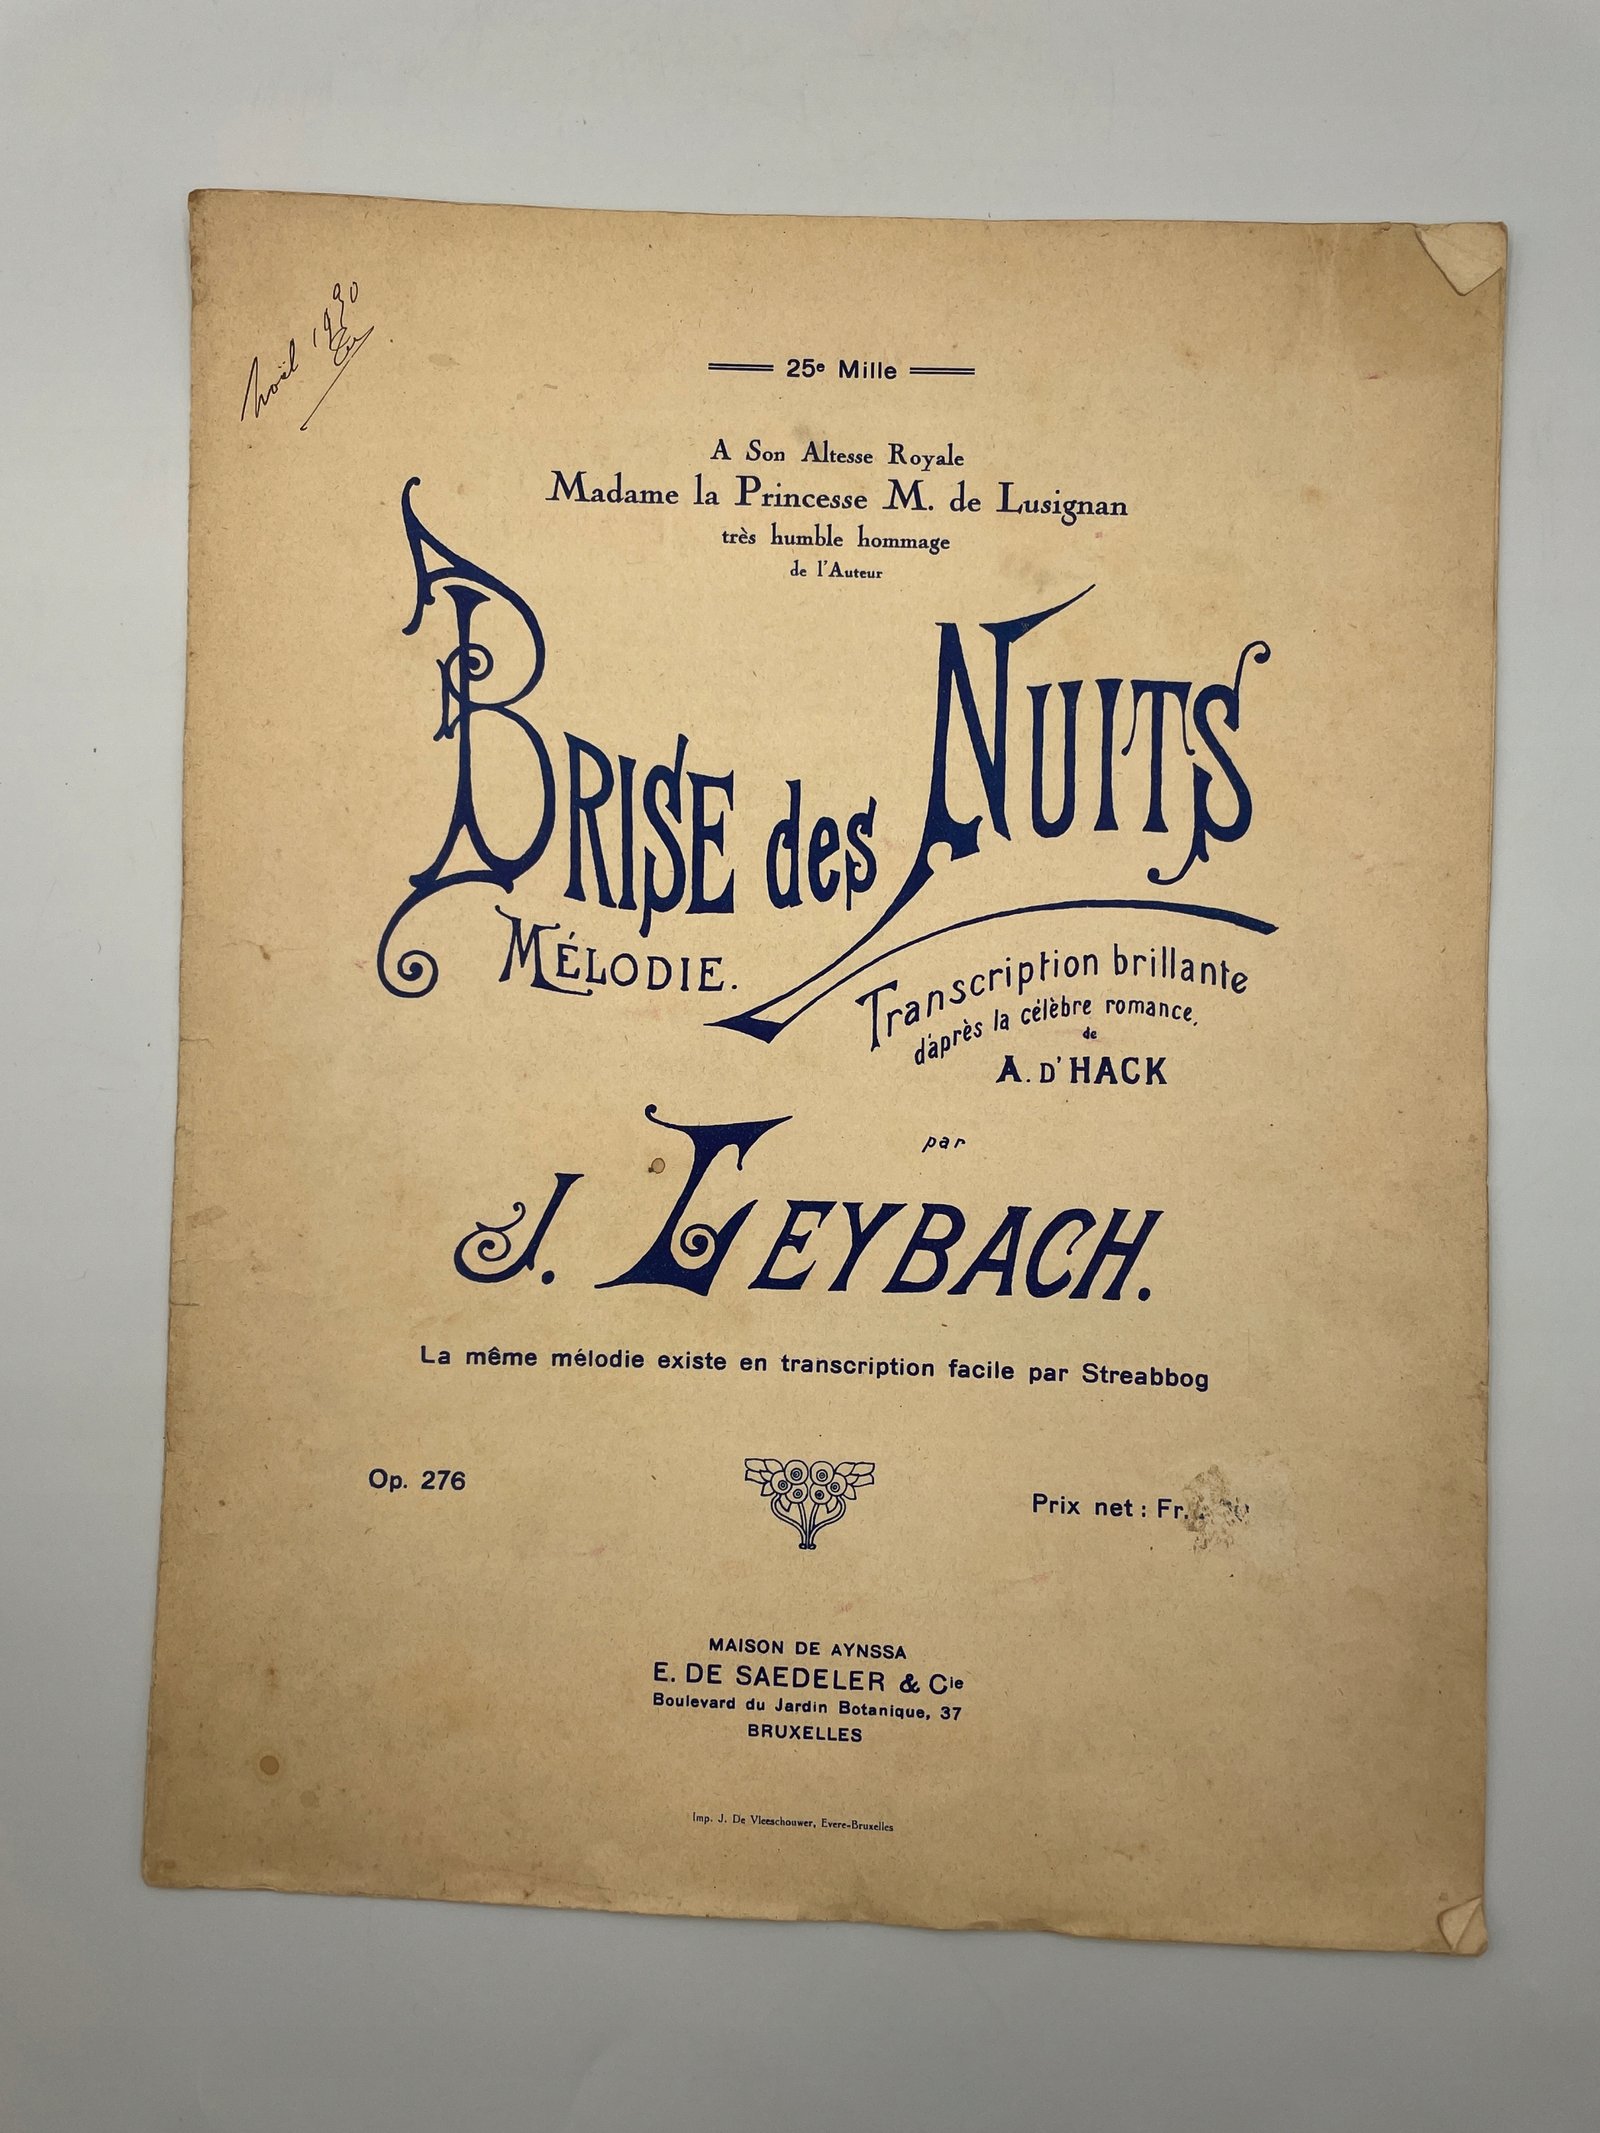 Noël 1930
25e Mille
A Son Altesse Royale
Madame la Princesse M. de Lusignan
très humble hommage
de l'Auteur
BRISE des NUITS
MÉLODIE.
Transcription brillante
d'après la célèbre romance,
de
A. D'HACK
par
J. LEYBACH.
La même mélodie existe en transcription facile par Streabbog
Op. 276
Prix net : Fr.
MAISON DE AYNSSA
E. DE SAEDELER & Cie
Boulevard du Jardin Botanique, 37
BRUXELLES
Imp. J. De Vleeschouwer, Evere-Bruxelles